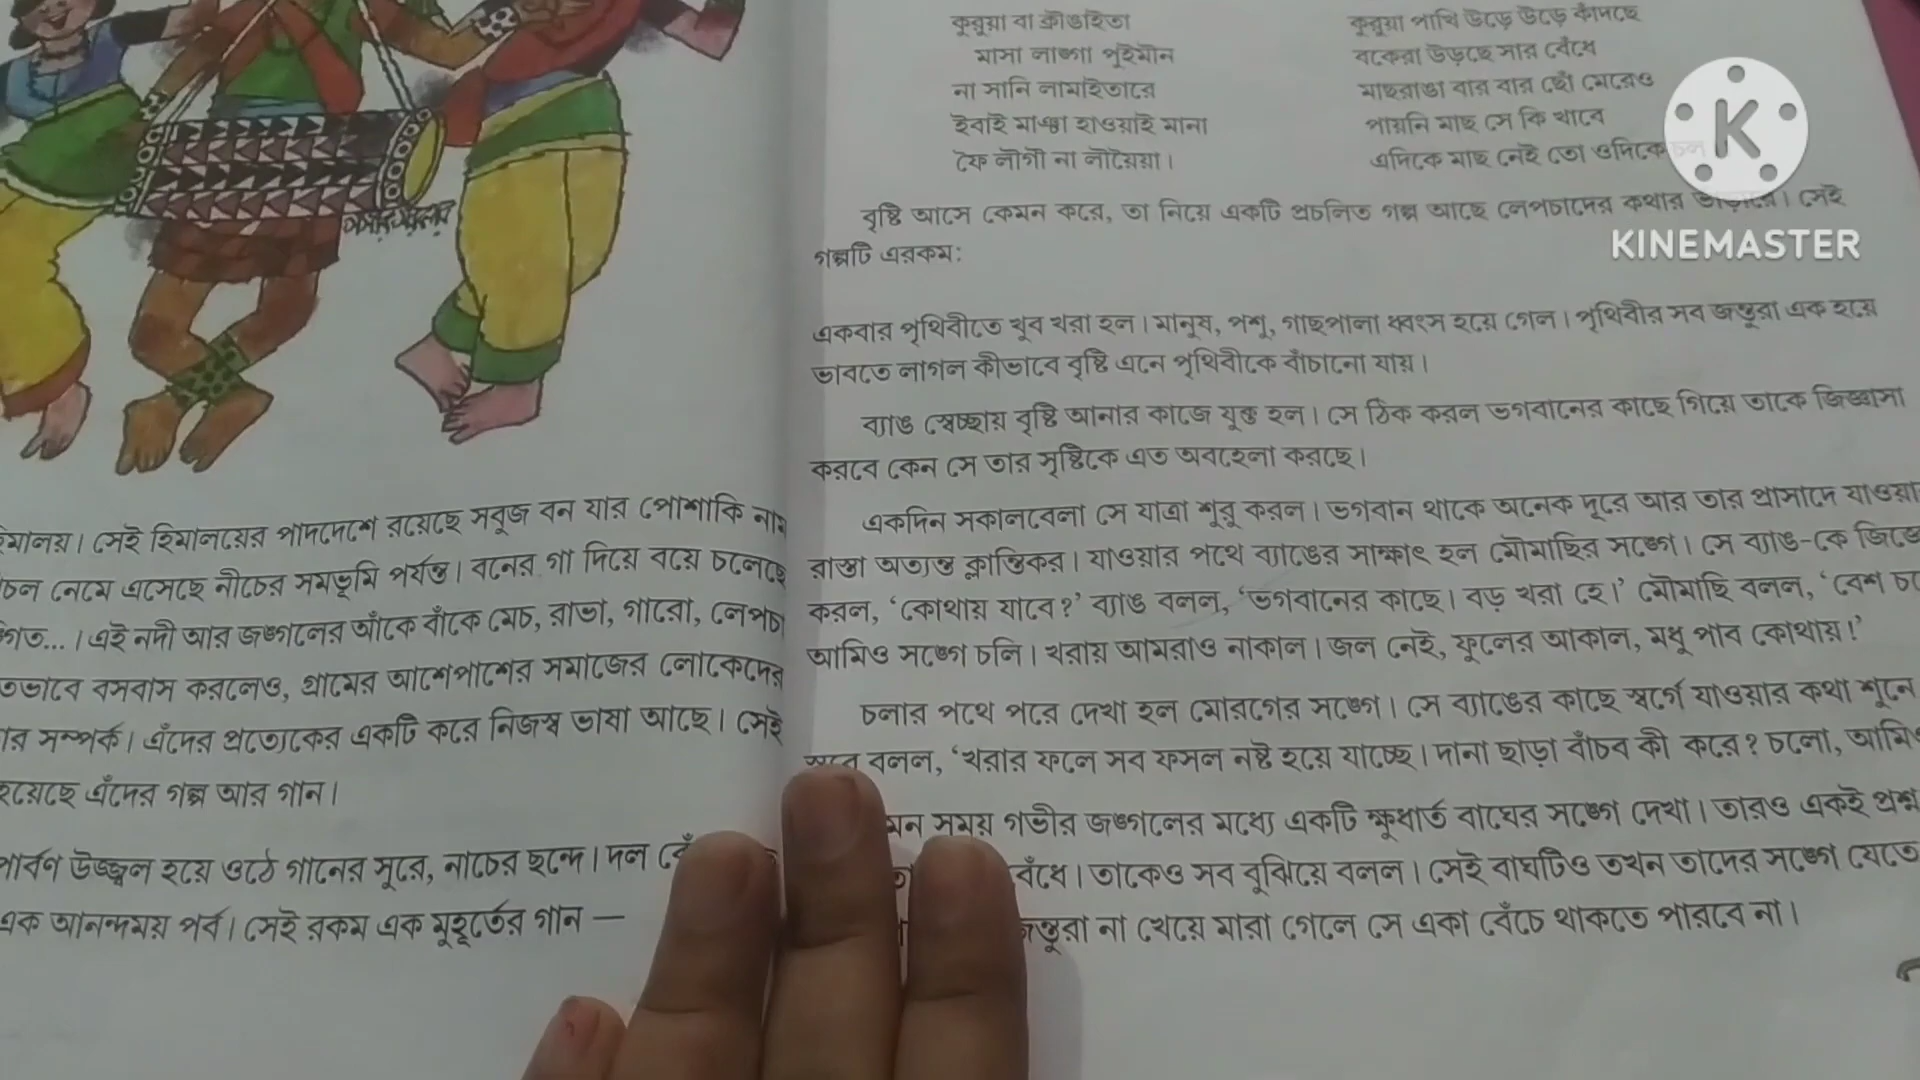 হিমালয়। সেই হিমালয়ের পাদদেশে রয়েছে সবুজ বন যার পোশাকি নাম
নেমে এসেছে নীচের সমভূমি পর্যন্ত। বনের গা দিয়ে বয়ে চলেছে
এই নদী আর জঙ্গলের আঁকে বাঁকে মেচ, রাভা, গারো, লেপচা
বসবাস করলেও, গ্রামের আশেপাশের সমাজের লোকেদের
সম্পর্ক। এঁদের প্রত্যেকের একটি করে নিজস্ব ভাষা আছে। সেই
হয়েছে এঁদের গল্প আর গান।
পার্বণ উজ্জ্বল হয়ে ওঠে গানের সুরে, নাচের ছন্দে। দল
এক আনন্দময় পর্ব। সেই রকম এক মুহূর্তের গান —
কুরুয়া বা ক্রৌঙাইতা
মাসা লাঙ্গা পুইমৌন
না সানি লামাইতারে
ইবাই মাঞা হাওয়াই মানা
ফৈ লৌগৌ না লৌয়ৈয়া।
কুরুয়া পাখি উড়ে উড়ে কাঁদছে
বকেরা উড়ছে সার বেঁধে
মাছরাঙা বার বার ছোঁ মেরেও
পায়নি মাছ সে কি খাবে
এদিকে মাছ নেই তো ওদিকে চল
বৃষ্টি আসে কেমন করে, তা নিয়ে একটি প্রচলিত গল্প আছে লেপচাদের কথার ভাঁড়ারে। সেই
গল্পটি এরকম:
একবার পৃথিবীতে খুব খরা হল। মানুষ, পশু, গাছপালা ধ্বংস হয়ে গেল। পৃথিবীর সব জন্তুরা এক হয়ে
ভাবতে লাগল কীভাবে বৃষ্টি এনে পৃথিবীকে বাঁচানো যায়।
ব্যাঙ স্বেচ্ছায় বৃষ্টি আনার কাজে যুক্ত হল। সে ঠিক করল ভগবানের কাছে গিয়ে তাকে জিজ্ঞাসা
করবে কেন সে তার সৃষ্টিকে এত অবহেলা করছে।
একদিন সকালবেলা সে যাত্রা শুরু করল। ভগবান থাকে অনেক দূরে আর তার প্রাসাদে যাওয়া
রাস্তা অত্যন্ত ক্লান্তিকর। যাওয়ার পথে ব্যাঙের সাক্ষাৎ হল মৌমাছির সঙ্গে। সে ব্যাঙ-কে
করল, ‘কোথায় যাবে?’ ব্যাঙ বলল, ‘ভগবানের কাছে। বড় খরা হে।’ মৌমাছি বলল, ‘বেশ
আমিও সঙ্গে চলি। খরায় আমরাও নাকাল। জল নেই, ফুলের আকাল, মধু পাব কোথায়!’
চলার পথে পরে দেখা হল মোরগের সঙ্গে। সে ব্যাঙের কাছে স্বর্গে যাওয়ার কথা শুনে
বলল, ‘খরার ফলে সব ফসল নষ্ট হয়ে যাচ্ছে। দানা ছাড়া বাঁচব কী করে? চলো, আমিও
সময় গভীর জঙ্গলের মধ্যে একটি ক্ষুধার্ত বাঘের সঙ্গে দেখা। তারও একই প্রশ্ন
বেঁধে। তাকেও সব বুঝিয়ে বলল। সেই বাঘটিও তখন তাদের সঙ্গে যেতে
জন্তুরা না খেয়ে মারা গেলে সে একা বেঁচে থাকতে পারবে না।
K
KINEMASTER